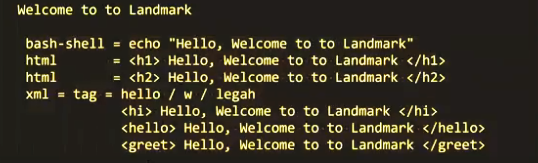 Welcome to to Landmark
bash-shell = echo "Hello, Welcome to to Landmark"
html = <h1> Hello, Welcome to to Landmark </h1>
html = <h2> Hello, Welcome to to Landmark </h2>
xml = tag = hello / w / legah
<hi> Hello, Welcome to to Landmark </hi>
<hello> Hello, Welcome to to Landmark </hello>
<greet> Hello, Welcome to to Landmark </greet>